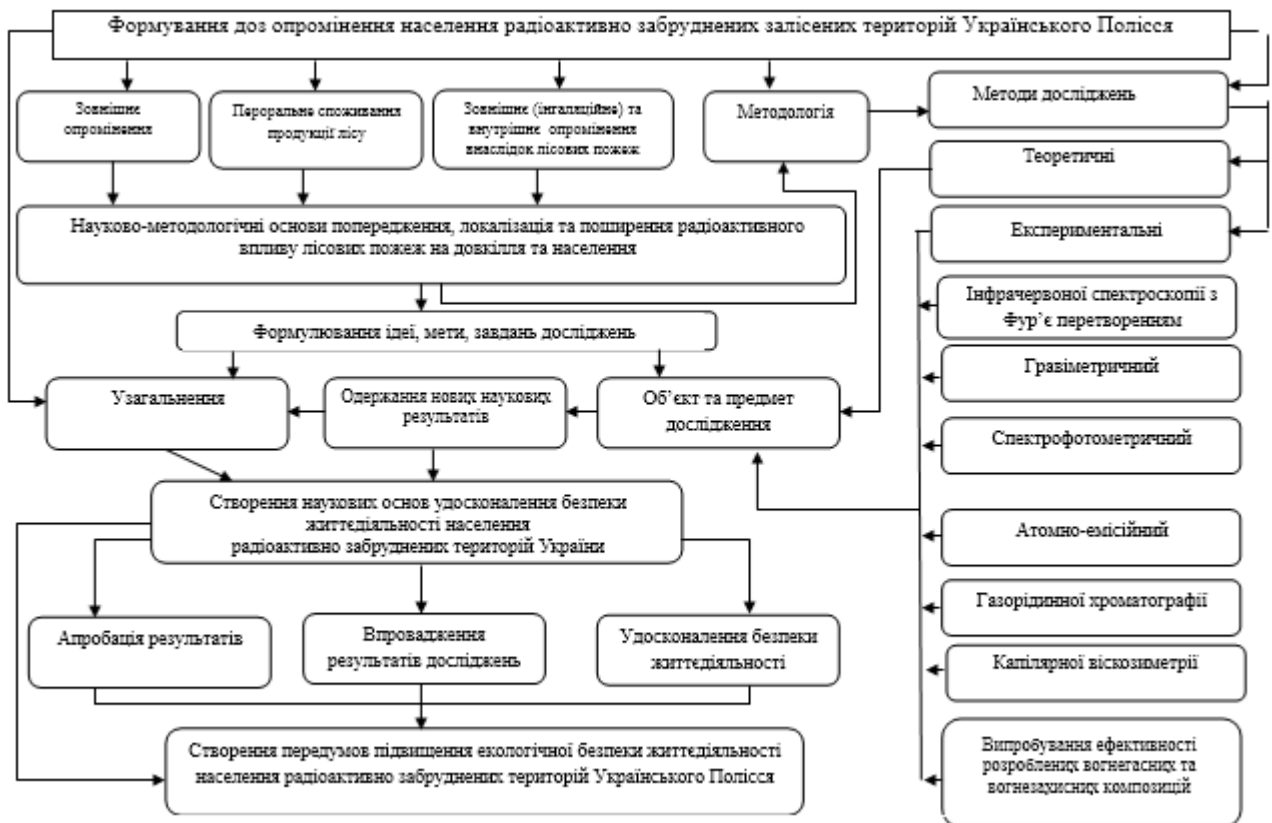 Формування доз опромінення населення радіоактивно забруднених залісених територій Українського Полісся
Зовнішнє
опромінення
Пероральне споживання
продукції лісу
Зовнішнє (інгаляційне) та
внутрішнє опромінення
внаслідок лісових пожеж
Методологія
Методи досліджень
Теоретичні
Експериментальні
Науково-методологічні основи попередження, локалізація та поширення радіоактивного
впливу лісових пожеж на довкілля та населення
Формулювання ідеї, мети, завдань досліджень
Узагальнення
Одержання нових наукових
результатів
Об’єкт та предмет
дослідження
Інфрачервоної спектроскопії з
Фур’є перетворенням
Гравіметричний
Спектрофотометричний
Атомно-емісійний
Газорідинної хроматографії
Капілярної віскозиметрії
Випробування ефективності
розроблених вогнегасних та
вогнезахисних композицій
Створення наукових основ удосконалення безпеки
життєдіяльності населення
радіоактивно забруднених територій України
Апробація результатів
Впровадження
результатів досліджень
Удосконалення безпеки
життєдіяльності
Створення передумов підвищення екологічної безпеки життєдіяльності
населення радіоактивно забруднених територій Українського Полісся